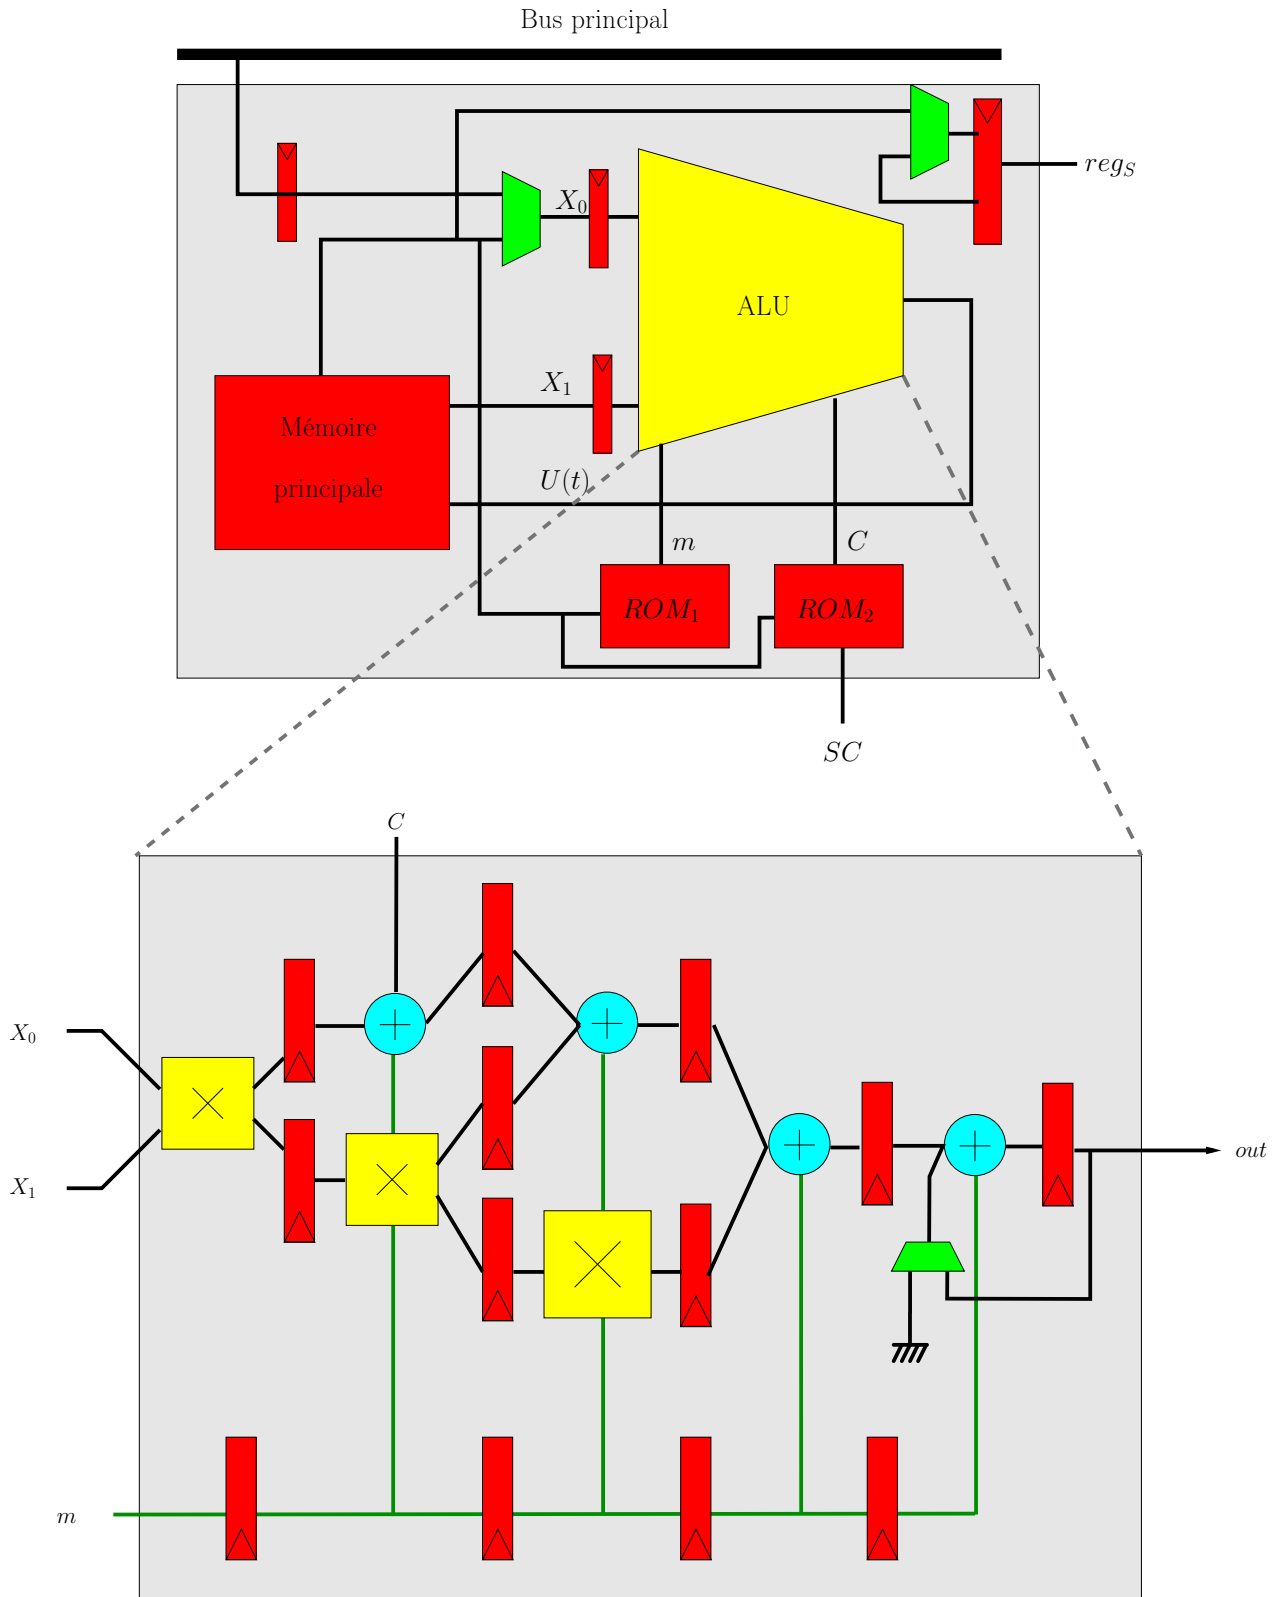 Bus principal
reg_S
X_0
ALU
X_1
Mémoire
principale
U(t)
m
C
ROM_1
ROM_2
SC
C
X_0
X_1
out
m